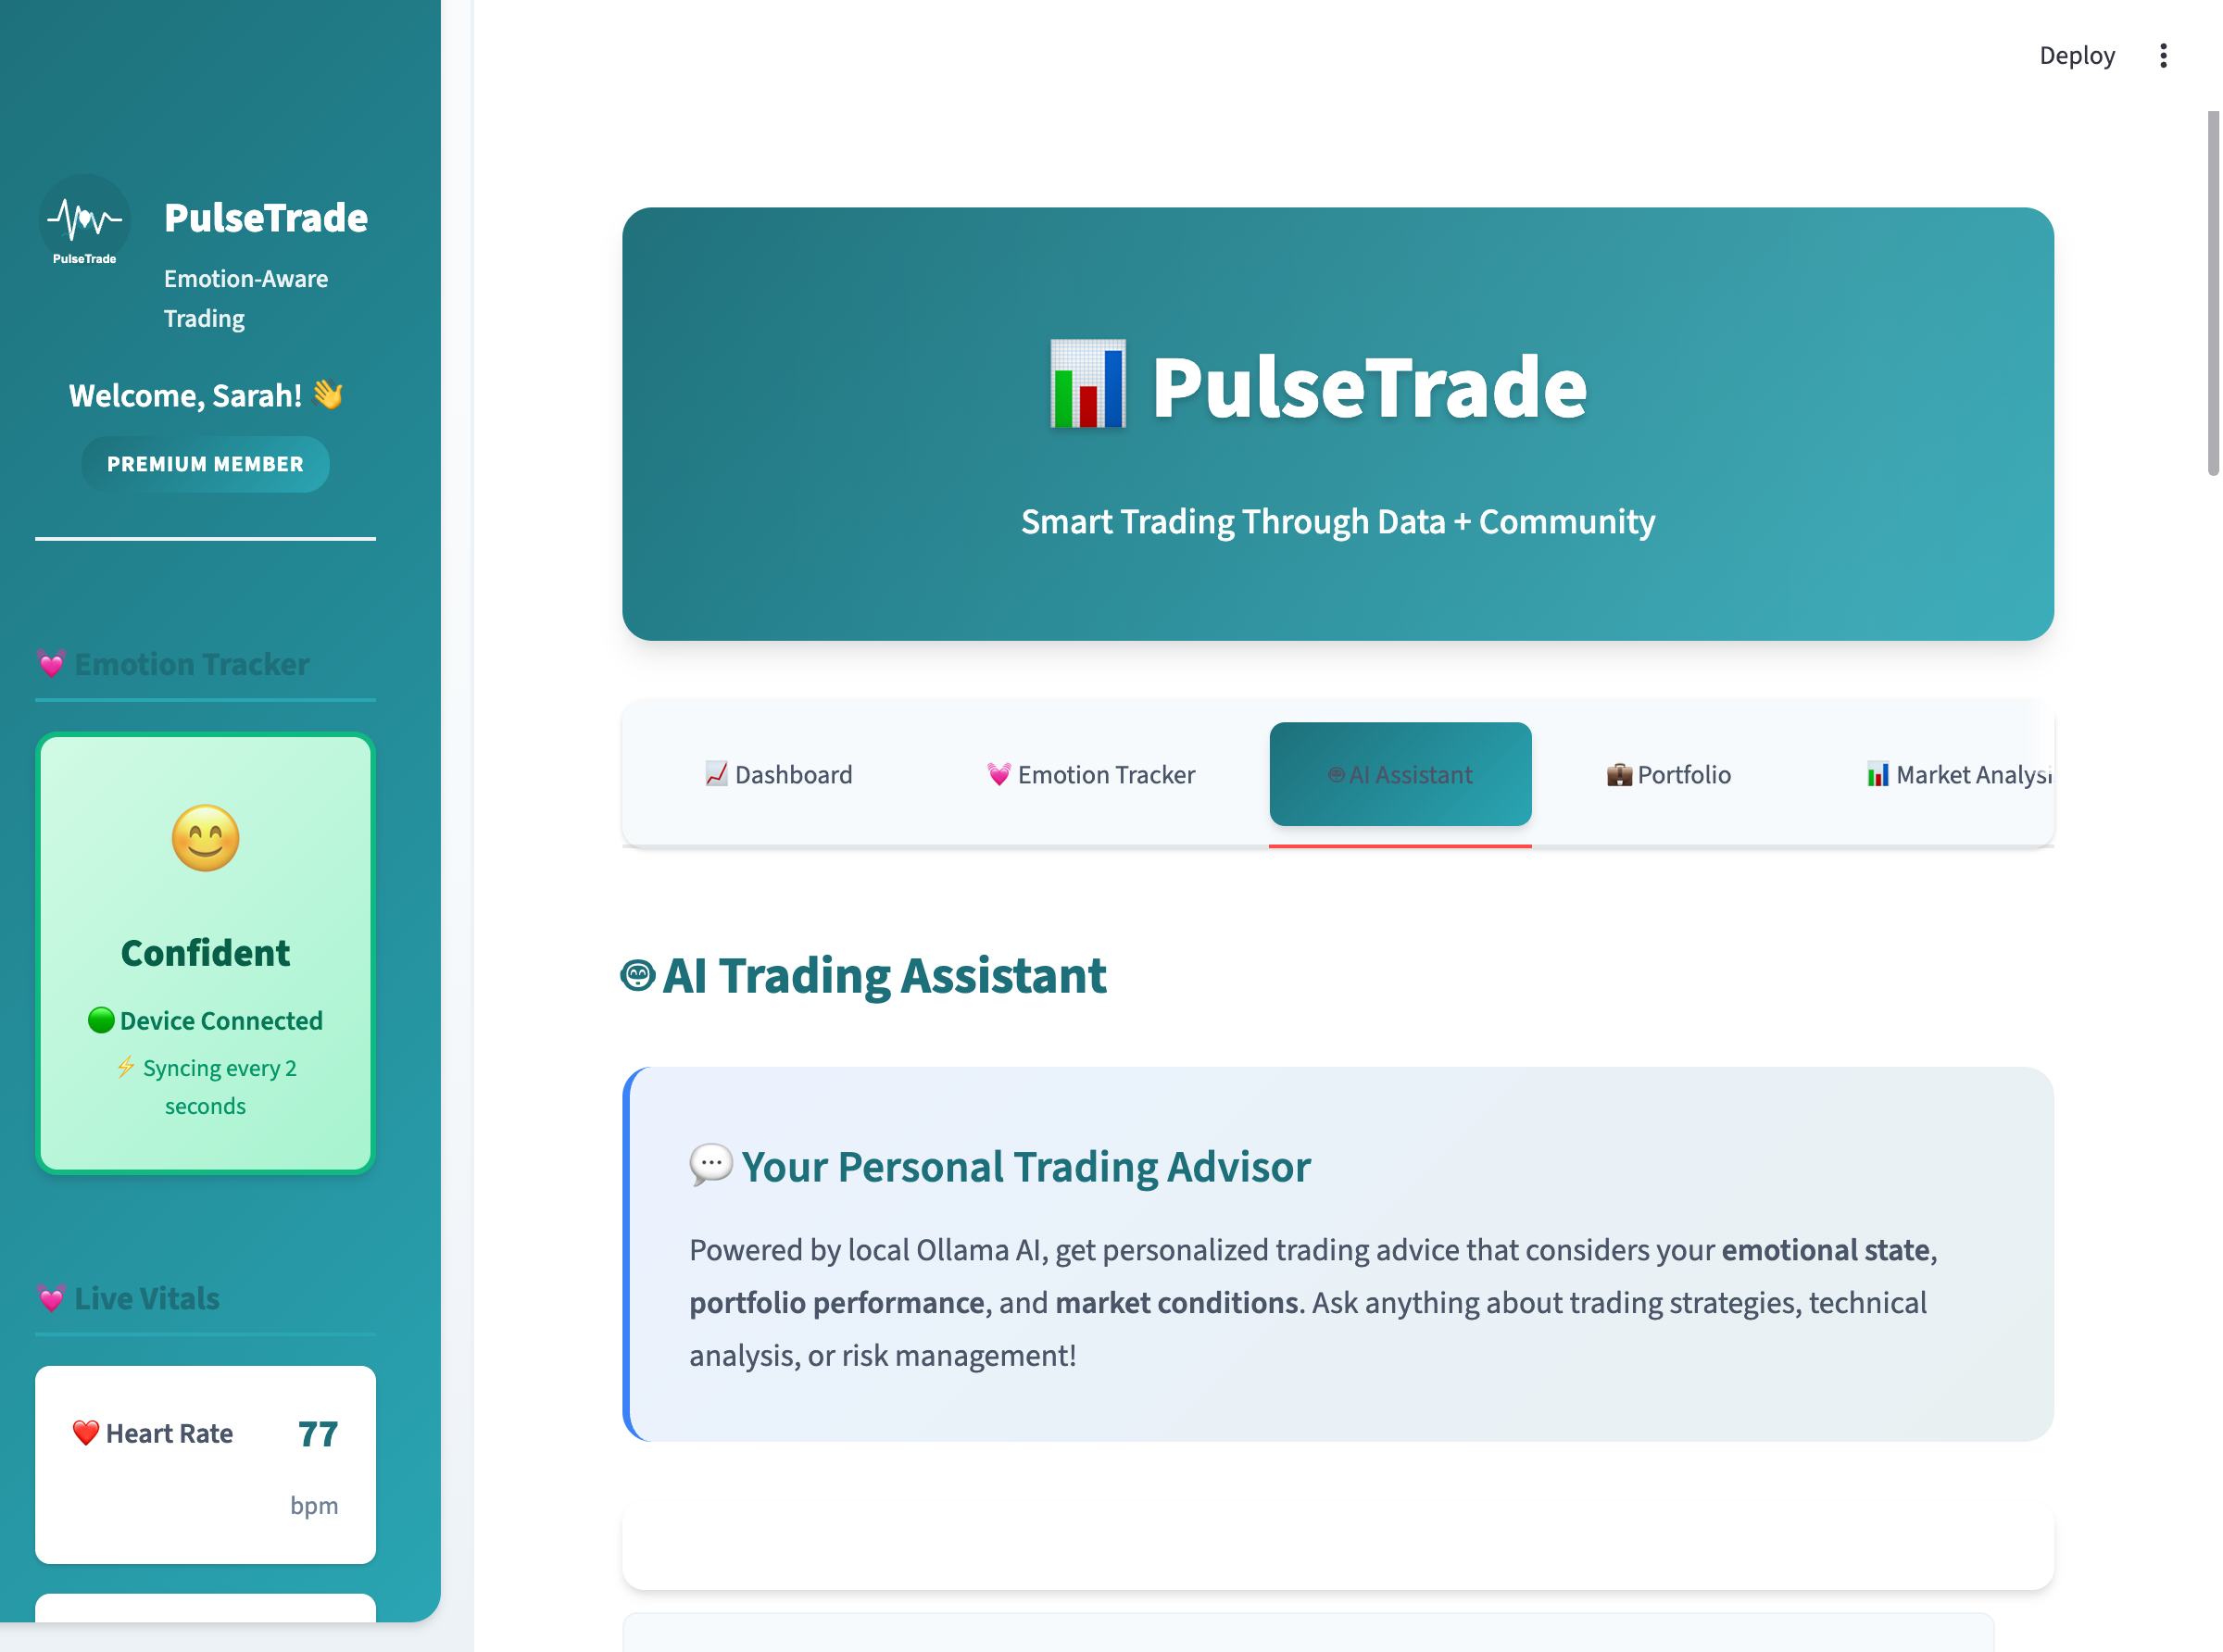 Deploy
PulseTrade
PulseTrade
Emotion-Aware
Trading
Welcome, Sarah! 👋
PREMIUM MEMBER
💓 Emotion Tracker
😊
Confident
🟢 Device Connected
⚡ Syncing every 2
seconds
💓 Live Vitals
❤️ Heart Rate
77
bpm
📊 PulseTrade
Smart Trading Through Data + Community
📈 Dashboard
💓 Emotion Tracker
AI Assistant
💼 Portfolio
📊 Market Analysi
AI Trading Assistant
💬 Your Personal Trading Advisor
Powered by local Ollama AI, get personalized trading advice that considers your emotional state,
portfolio performance, and market conditions. Ask anything about trading strategies, technical
analysis, or risk management!